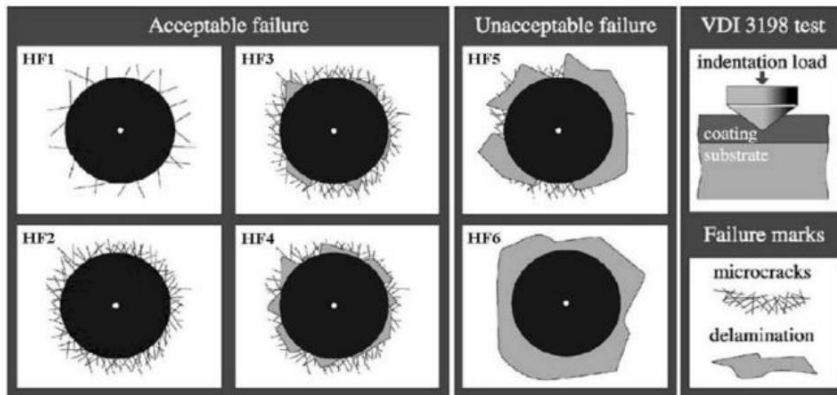 Acceptable failure
HF1
HF3
HF2
HF4
Unacceptable failure
HF5
HF6
VDI 3198 test
indentation load
coating
substrate
Failure marks
microcracks
delamination